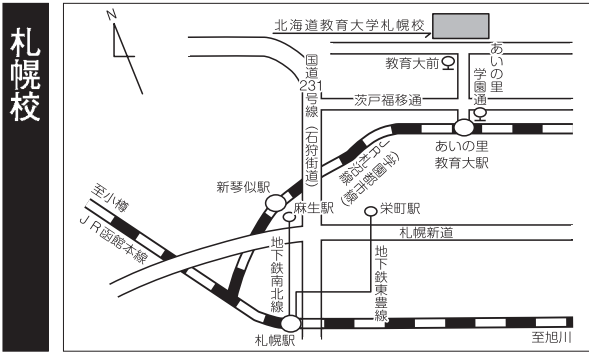 札幌校
N
北海道教育大学札幌校
教育大前
あいの里
学園通
国道231号線（石狩街道）
茨戸福移通
あいの里
教育大駅
JR札沼線
（学園都市線）
新琴似駅
麻生駅
栄町駅
至小樽
JR函館本線
札幌新道
地下鉄南北線
地下鉄東豊線
札幌駅
至旭川